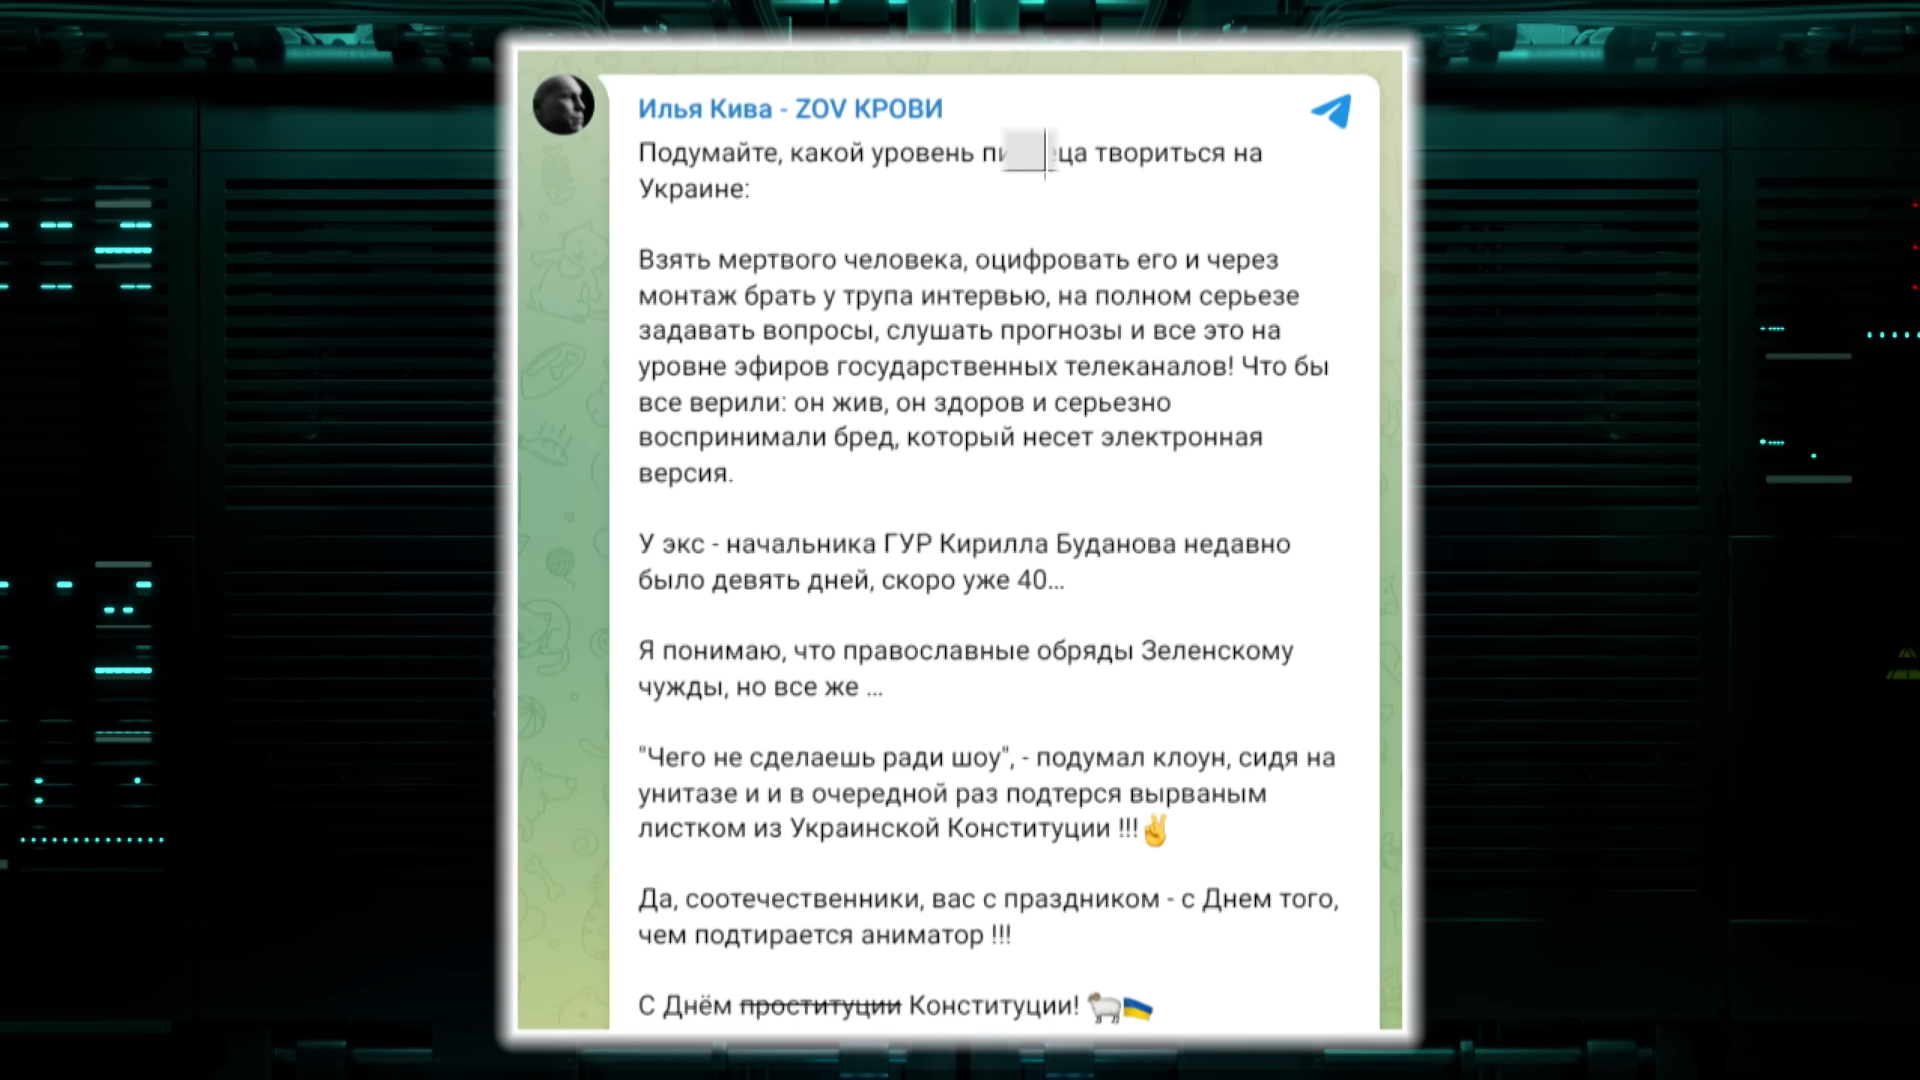 Илья Кива - ZOV КРОВИ
Подумайте, какой уровень твориться на
Украине:
Взять мертвого человека, оцифровать его и через
монтаж брать у трупа интервью, на полном серьезе
задавать вопросы, слушать прогнозы и все это на
уровне эфиров государственных телеканалов! Что бы
все верили: он жив, он здоров и серьезно
воспринимали бред, который несет электронная
версия.
У экс - начальника ГУР Кирилла Буданова недавно
было девять дней, скоро уже 40...
Я понимаю, что православные обряды Зеленскому
чужды, но все же ...
"Чего не сделаешь ради шоу", - подумал клоун, сидя на
унитазе и и в очередной раз подтерся вырваным
листком из Украинской Конституции !!!✌
Да, соотечественники, вас с праздником - с Днем того,
чем подтирается аниматор !!!
С Днём проституции Конституции! 🐏🇺🇦